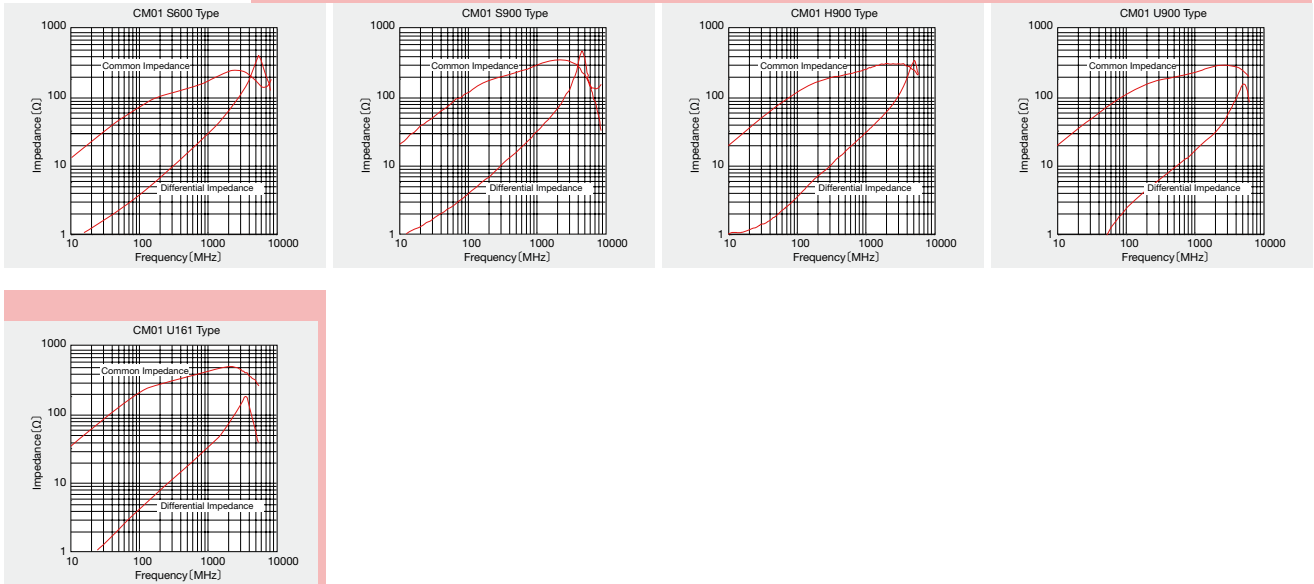 CM01 S600 Type
1000
Common Impedance
100
Impedance〔Ω〕
10
Differential Impedance
1
10 100 1000 10000
Frequency〔MHz〕
CM01 S900 Type
1000
Common Impedance
100
Impedance〔Ω〕
10
Differential Impedance
1
10 100 1000 10000
Frequency〔MHz〕
CM01 H900 Type
1000
Common Impedance
100
Impedance〔Ω〕
10
Differential Impedance
1
10 100 1000 10000
Frequency〔MHz〕
CM01 U900 Type
1000
Common Impedance
100
Impedance〔Ω〕
10
Differential Impedance
1
10 100 1000 10000
Frequency〔MHz〕
CM01 U161 Type
1000
Common Impedance
100
Impedance〔Ω〕
10
Differential Impedance
1
10 100 1000 10000
Frequency〔MHz〕